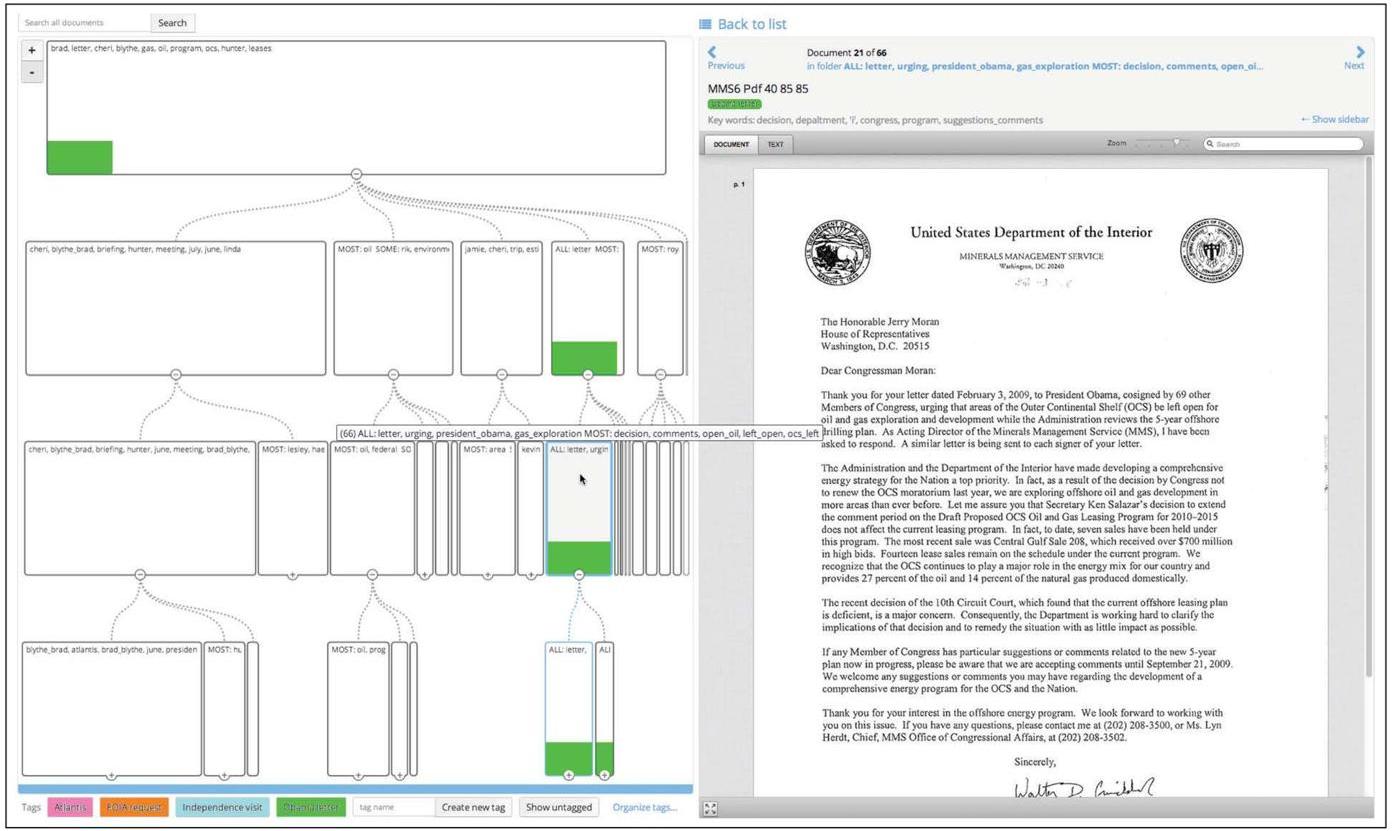 Search all documents
Search
+
-
brad, letter, cheri, blythe, gas, oil, program, ocs, hunter, leases
cheri, blythe_brad, briefing, hunter, meeting, july, june, linda
MOST: oil SOME: rik, environm
jamie, cheri, trip, esti
ALL: letter MOST:
MOST: roy
(66) ALL: letter, urging, president_obama, gas_exploration MOST: decision, comments, open_oil, left_open, ocs_left
cheri, blythe_brad, briefing, hunter, june, meeting, brad_blythe,
MOST: lesley, hae
MOST: oil, federal SO
MOST: area
kevin
ALL: letter, urgin
blythe_brad, atlantis, brad_blythe, june, presiden
MOST: hu
MOST: oil, prog
ALL: letter,
ALI
Tags
Atlantis
FOIA request
Independence visit
Obama letter
tag name
Create new tag
Show untagged
Organize tags...
Back to list
Previous
Document 21 of 66
in folder ALL: letter, urging, president_obama, gas_exploration MOST: decision, comments, open_oi...
Next
MMS6 Pdf 40 85 85
Obama letter
Key words: decision, depaltment, 'i', congress, program, suggestions_comments
← Show sidebar
DOCUMENT
TEXT
Zoom
Search
p. 1
United States Department of the Interior
MINERALS MANAGEMENT SERVICE
Washington, DC 20240
The Honorable Jerry Moran
House of Representatives
Washington, D.C. 20515
Dear Congressman Moran:
Thank you for your letter dated February 3, 2009, to President Obama, cosigned by 69 other
Members of Congress, urging that areas of the Outer Continental Shelf (OCS) be left open for
oil and gas exploration and development while the Administration reviews the 5-year offshore
drilling plan. As Acting Director of the Minerals Management Service (MMS), I have been
asked to respond. A similar letter is being sent to each signer of your letter.
The Administration and the Department of the Interior have made developing a comprehensive
energy strategy for the Nation a top priority. In fact, as a result of the decision by Congress not
to renew the OCS moratorium last year, we are exploring offshore oil and gas development in
more areas than ever before. Let me assure you that Secretary Ken Salazar's decision to extend
the comment period on the Draft Proposed OCS Oil and Gas Leasing Program for 2010–2015
does not affect the current leasing program. In fact, to date, seven sales have been held under
this program. The most recent sale was Central Gulf Sale 208, which received over $700 million
in high bids. Fourteen lease sales remain on the schedule under the current program. We
recognize that the OCS continues to play a major role in the energy mix for our country and
provides 27 percent of the oil and 14 percent of the natural gas produced domestically.
The recent decision of the 10th Circuit Court, which found that the current offshore leasing plan
is deficient, is a major concern. Consequently, the Department is working hard to clarify the
implications of that decision and to remedy the situation with as little impact as possible.
If any Member of Congress has particular suggestions or comments related to the new 5-year
plan now in progress, please be aware that we are accepting comments until September 21, 2009.
We welcome any suggestions or comments you may have regarding the development of a
comprehensive energy program for the OCS and the Nation.
Thank you for your interest in the offshore energy program. We look forward to working with
you on this issue. If you have any questions, please contact me at (202) 208-3500, or Ms. Lyn
Herdt, Chief, MMS Office of Congressional Affairs, at (202) 208-3502.
Sincerely,